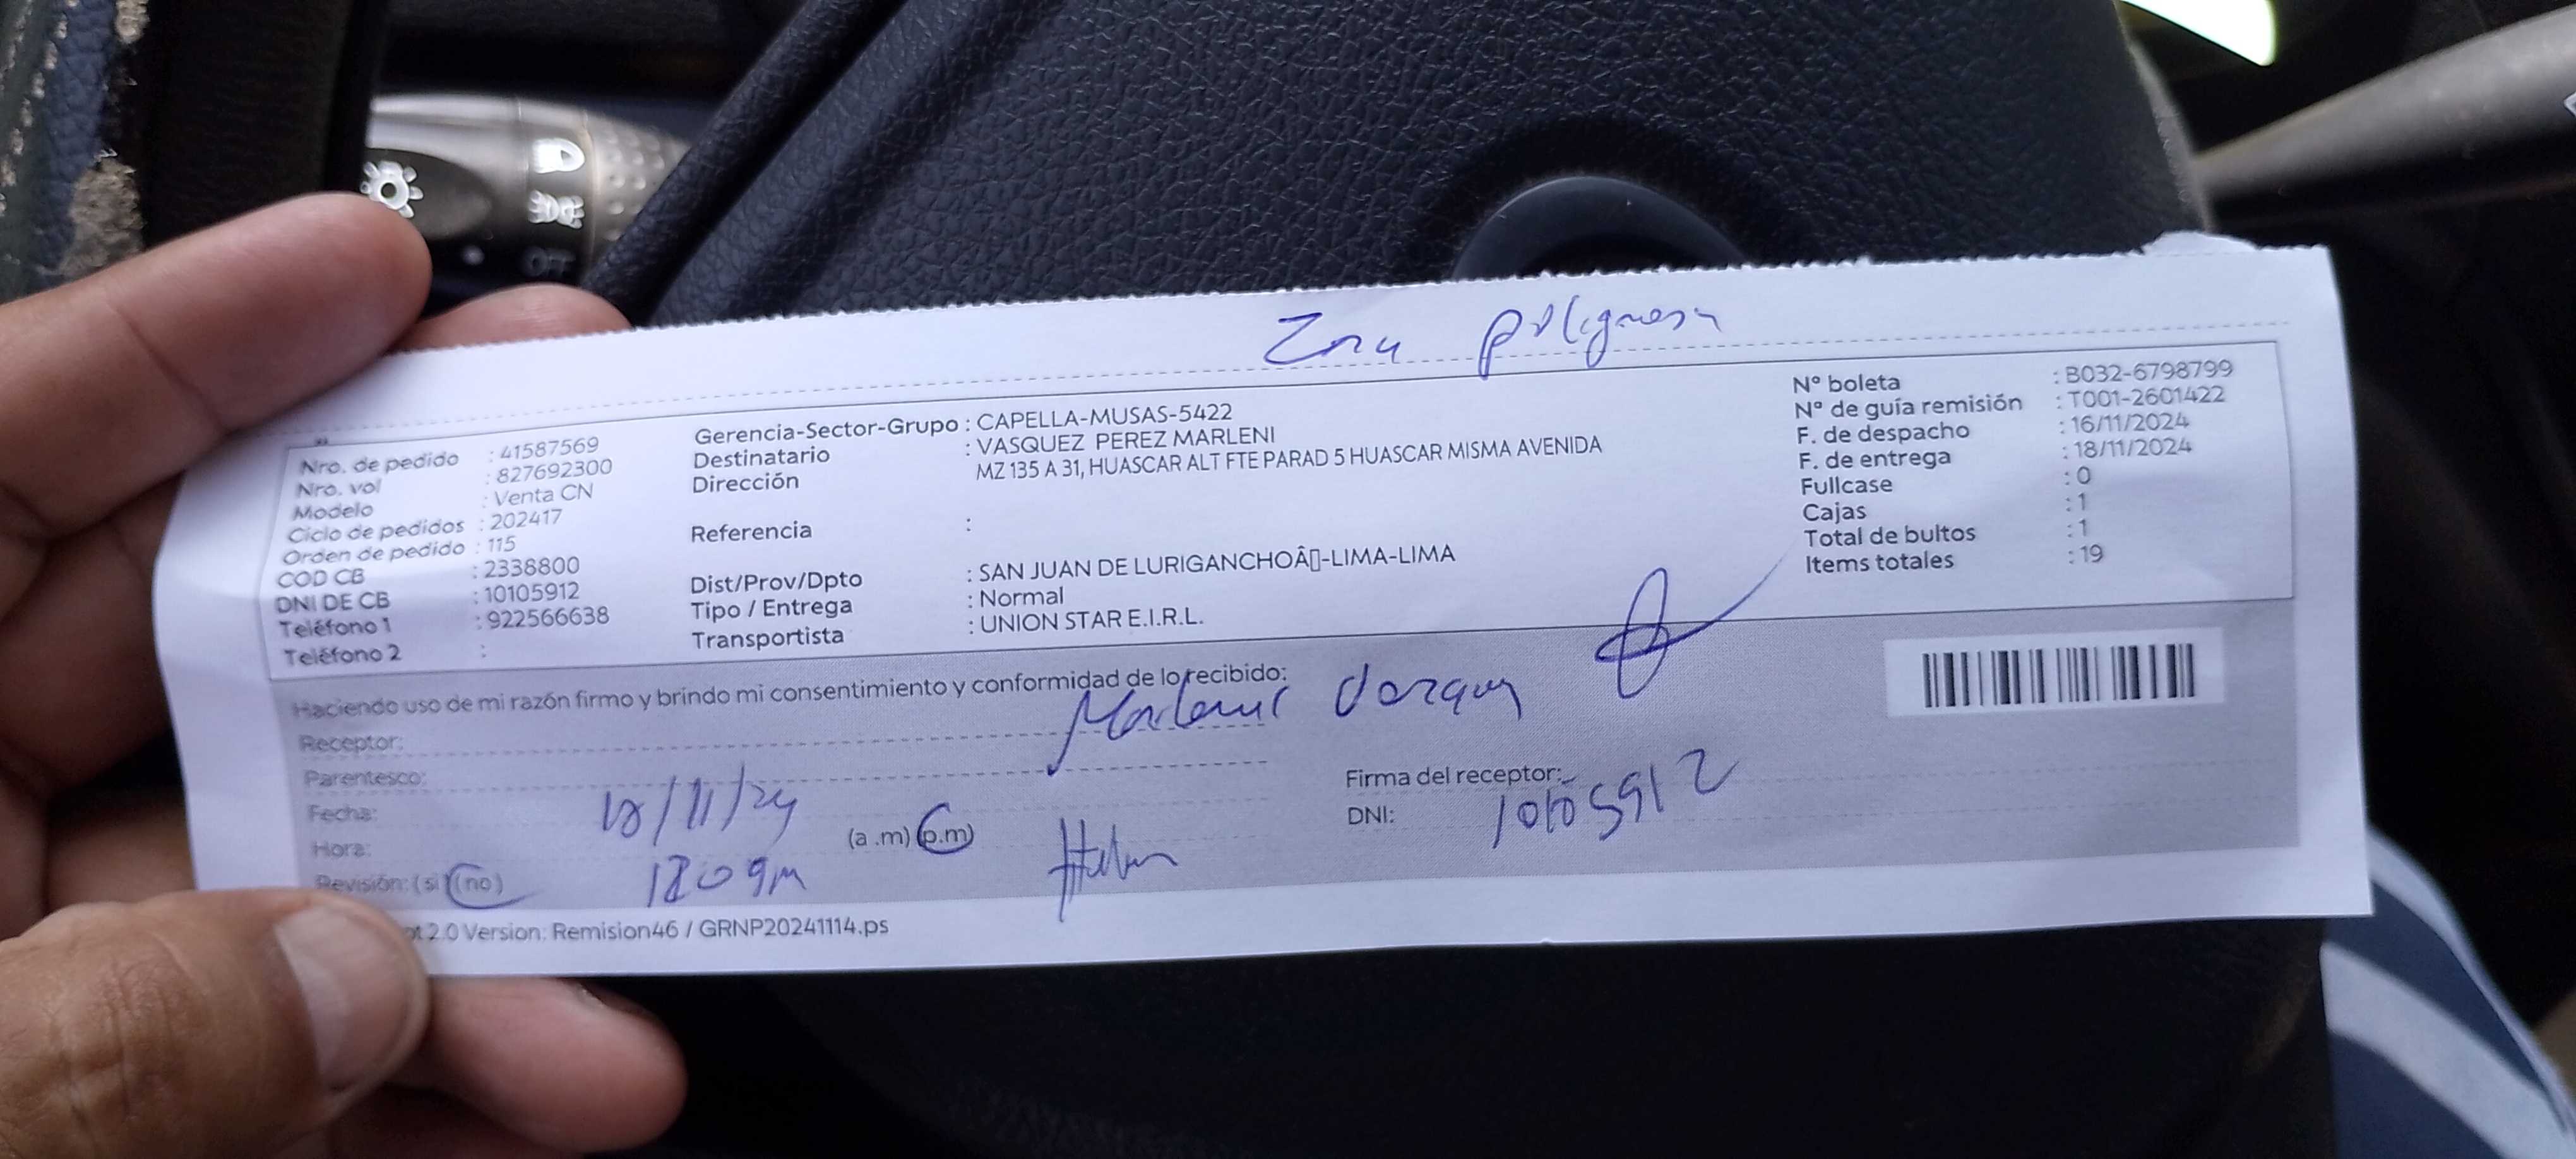 Zona peligrosa
Nro. de pedido : 41587569
Nro. vol : 827692300
Modelo : Venta CN
Ciclo de pedidos : 202417
Orden de pedido : 115
COD CB : 2338800
DNI DE CB : 10105912
Teléfono 1 : 922566638
Teléfono 2 :
Gerencia-Sector-Grupo : CAPELLA-MUSAS-5422
Destinatario : VASQUEZ PEREZ MARLENI
Dirección MZ 135 A 31, HUASCAR ALT FTE PARAD 5 HUASCAR MISMA AVENIDA
Referencia :
Dist/Prov/Dpto : SAN JUAN DE LURIGANCHOÂ▯-LIMA-LIMA
Tipo / Entrega : Normal
Transportista : UNION STAR E.I.R.L.
Nº boleta : B032-6798799
Nº de guía remisión : T001-2601422
F. de despacho : 16/11/2024
F. de entrega : 18/11/2024
Fullcase : 0
Cajas : 1
Total de bultos : 1
Items totales : 19
Haciendo uso de mi razón firmo y brindo mi consentimiento y conformidad de lo recibido:
Receptor:
Parentesco:
Fecha: 18/11/24
Hora: (a .m) (p.m)
Revisión: (si) (no)
Firma del receptor:
DNI: 10105912
2.0 Version: Remision46 / GRNP20241114.ps
OFF